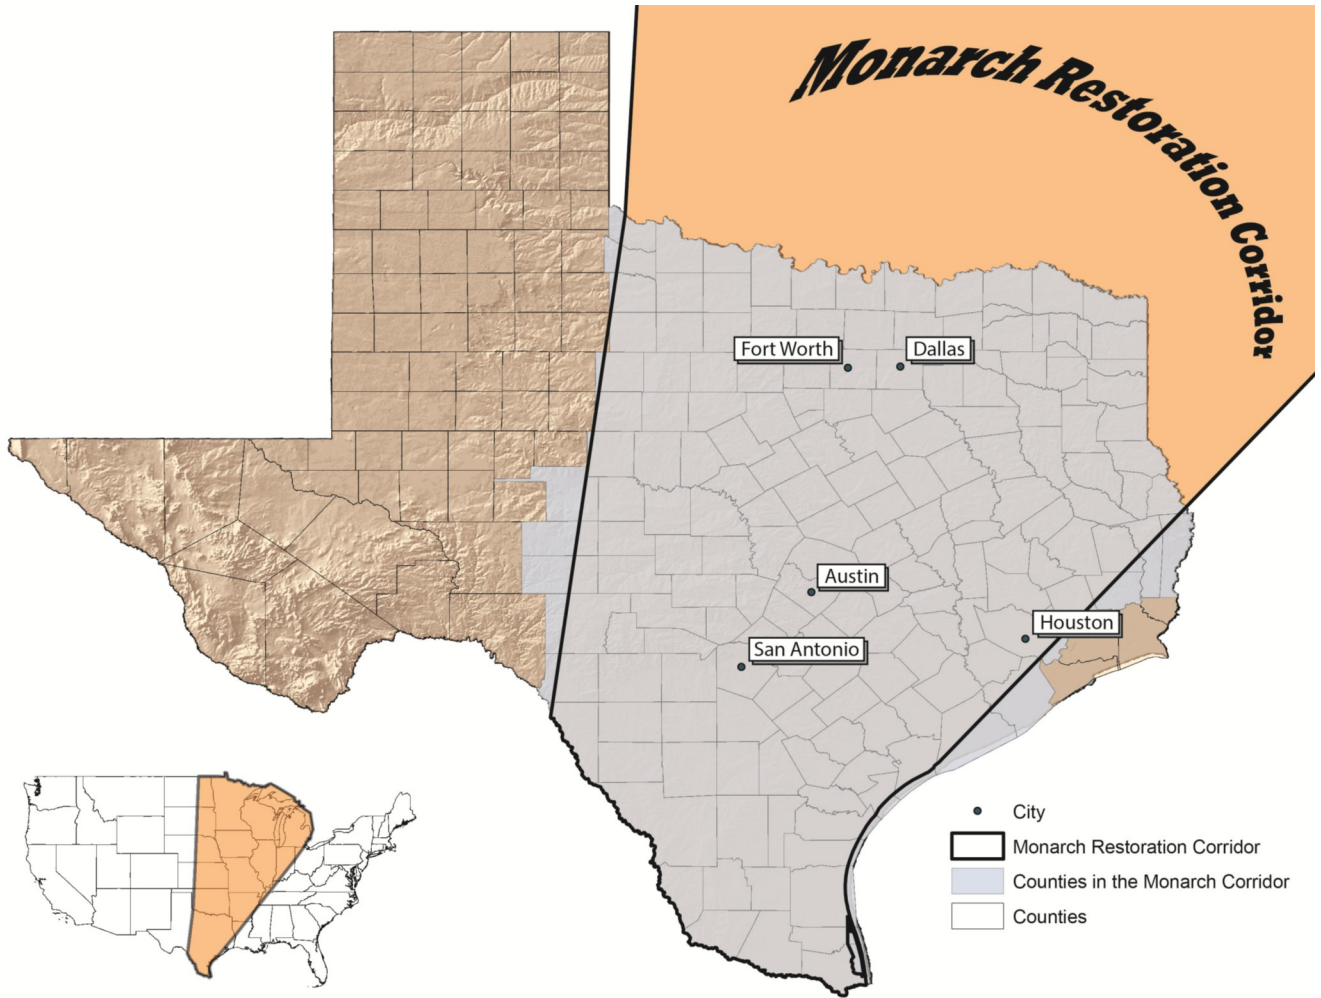 Monarch Restoration Corridor
Fort Worth
Dallas
Austin
Houston
San Antonio
City
Monarch Restoration Corridor
Counties in the Monarch Corridor
Counties